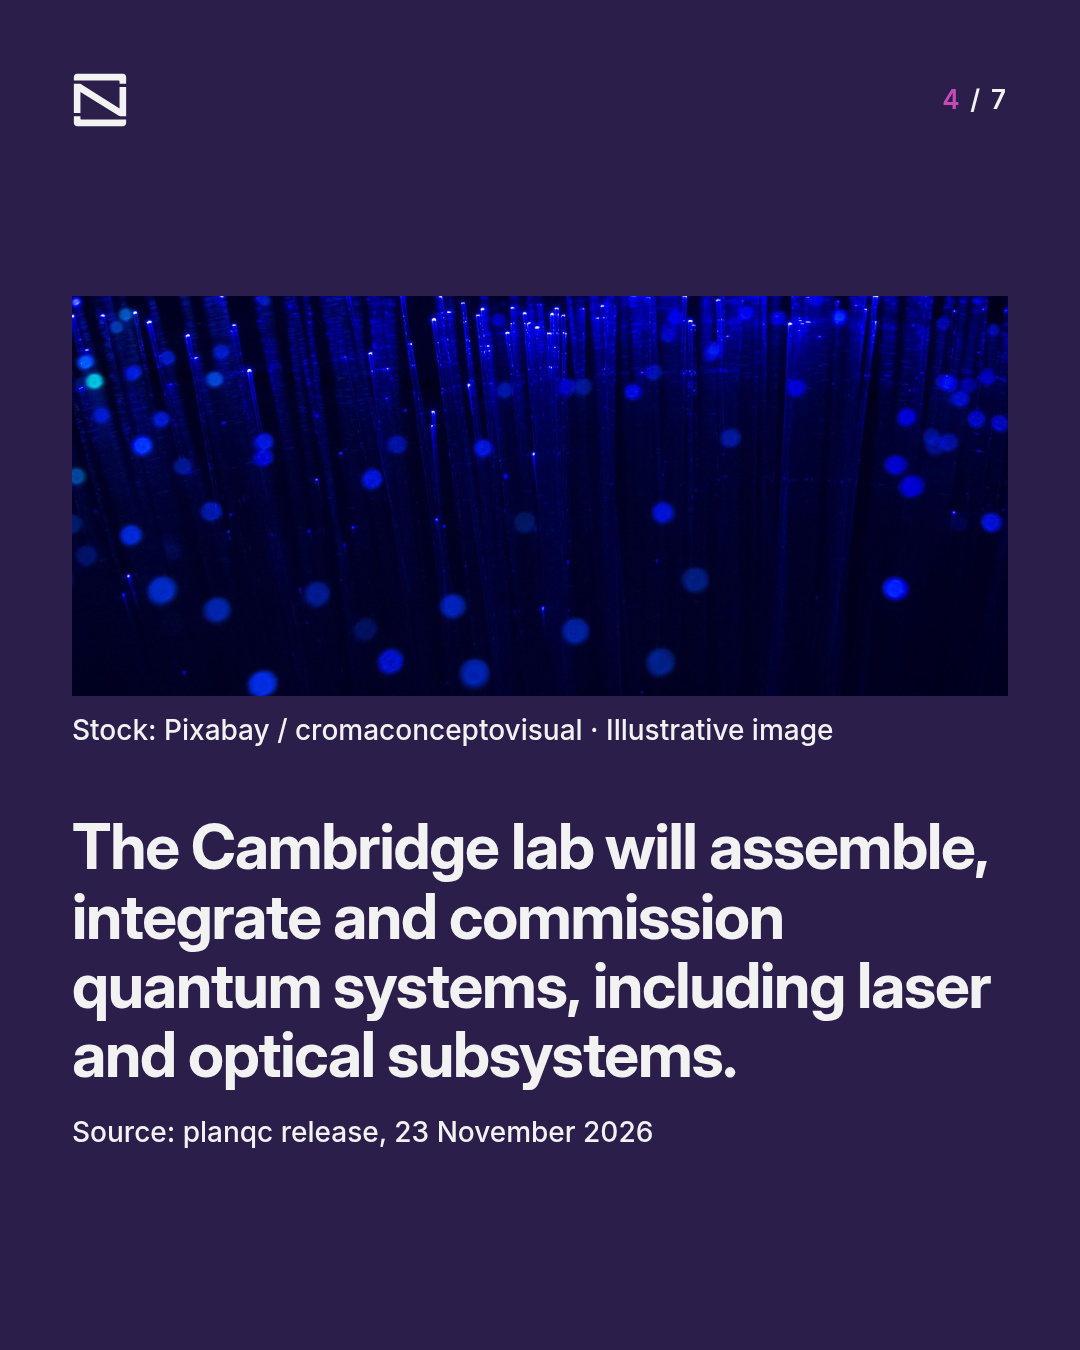 4 / 7
Stock: Pixabay / cromaconceptovisual · Illustrative image
The Cambridge lab will assemble,
integrate and commission
quantum systems, including laser
and optical subsystems.
Source: planqc release, 23 November 2026